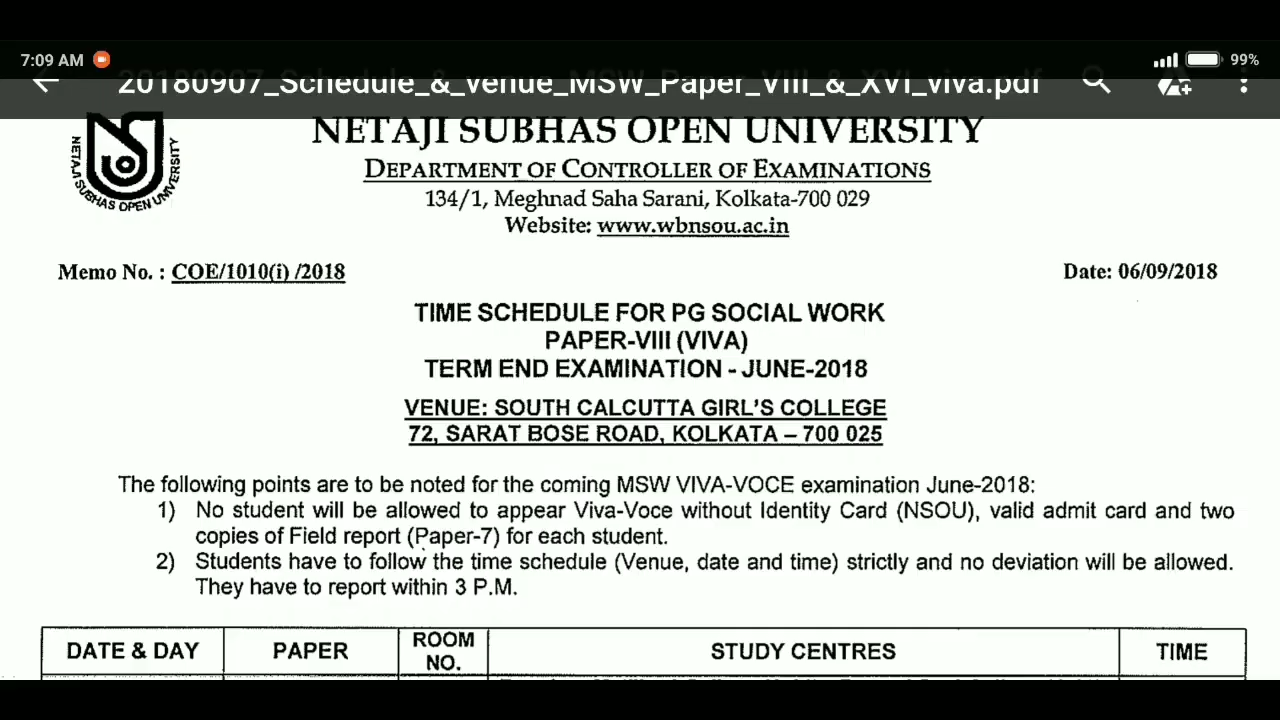 7:09 AM
99%
20180907_Schedule_&_Venue_MSW_Paper_VIII_&_XVI_viva.pdf
NETAJI SUBHAS OPEN UNIVERSITY
NETAJI SUBHAS OPEN UNIVERSITY
DEPARTMENT OF CONTROLLER OF EXAMINATIONS
134/1, Meghnad Saha Sarani, Kolkata-700 029
Website: www.wbnsou.ac.in
Memo No. : COE/1010(i) /2018
Date: 06/09/2018
TIME SCHEDULE FOR PG SOCIAL WORK
PAPER-VIII (VIVA)
TERM END EXAMINATION - JUNE-2018
VENUE: SOUTH CALCUTTA GIRL'S COLLEGE
72, SARAT BOSE ROAD, KOLKATA – 700 025
The following points are to be noted for the coming MSW VIVA-VOCE examination June-2018:
1) No student will be allowed to appear Viva-Voce without Identity Card (NSOU), valid admit card and two
copies of Field report (Paper-7) for each student.
2) Students have to follow the time schedule (Venue, date and time) strictly and no deviation will be allowed.
They have to report within 3 P.M.
DATE & DAY PAPER ROOM NO. STUDY CENTRES TIME